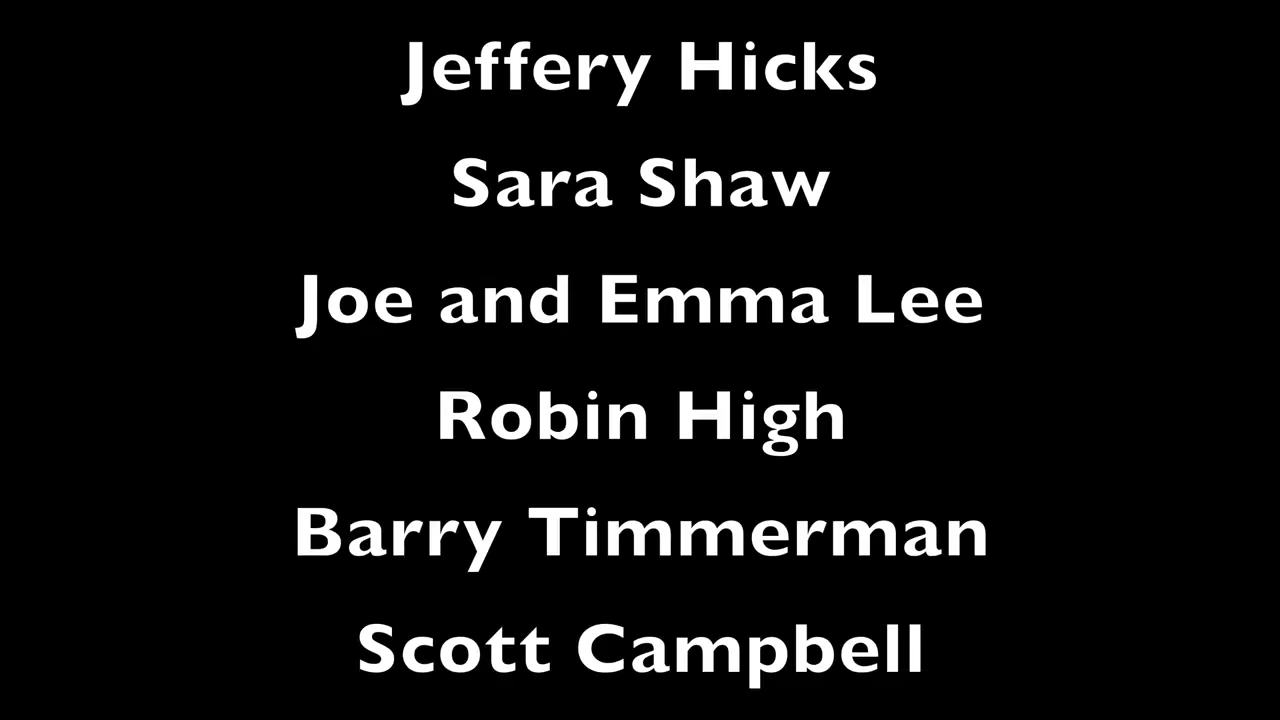 Jeffery Hicks
Sara Shaw
Joe and Emma Lee
Robin High
Barry Timmerman
Scott Campbell